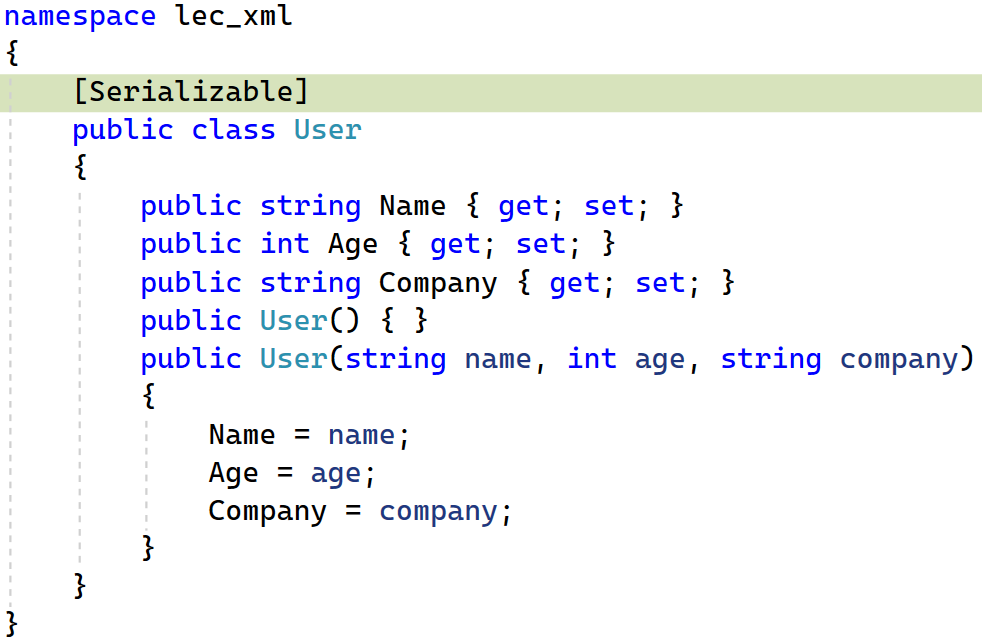 namespace lec_xml
{
    [Serializable]
    public class User
    {
        public string Name { get; set; }
        public int Age { get; set; }
        public string Company { get; set; }
        public User() { }
        public User(string name, int age, string company)
        {
            Name = name;
            Age = age;
            Company = company;
        }
    }
}